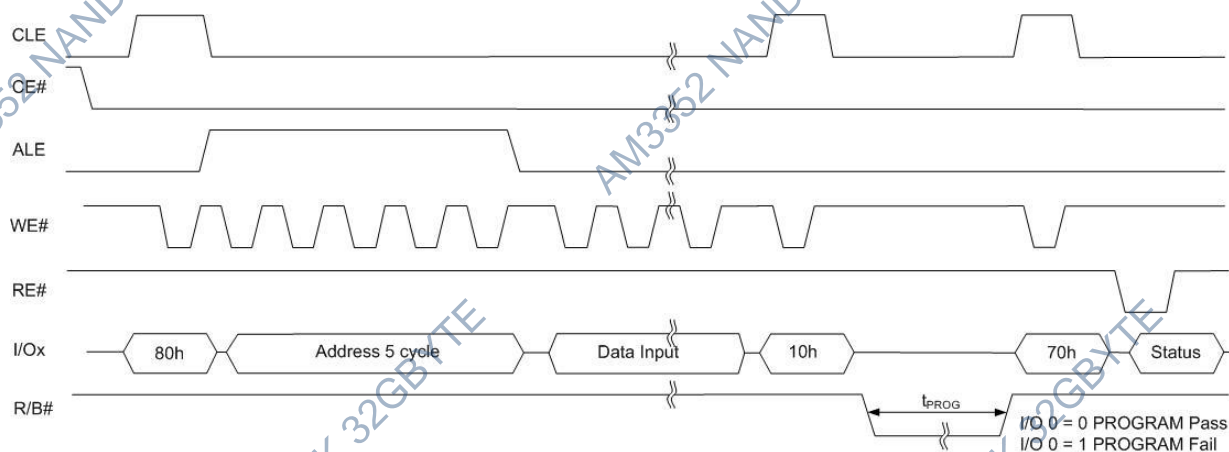 CLE
CE#
ALE
WE#
RE#
I/Ox
80h
Address 5 cycle
Data Input
10h
70h
Status
R/B#
tPROG
I/O 0 = 0 PROGRAM Pass
I/O 0 = 1 PROGRAM Fail
AM3352 NAND
32GBYTE
32GBYTE